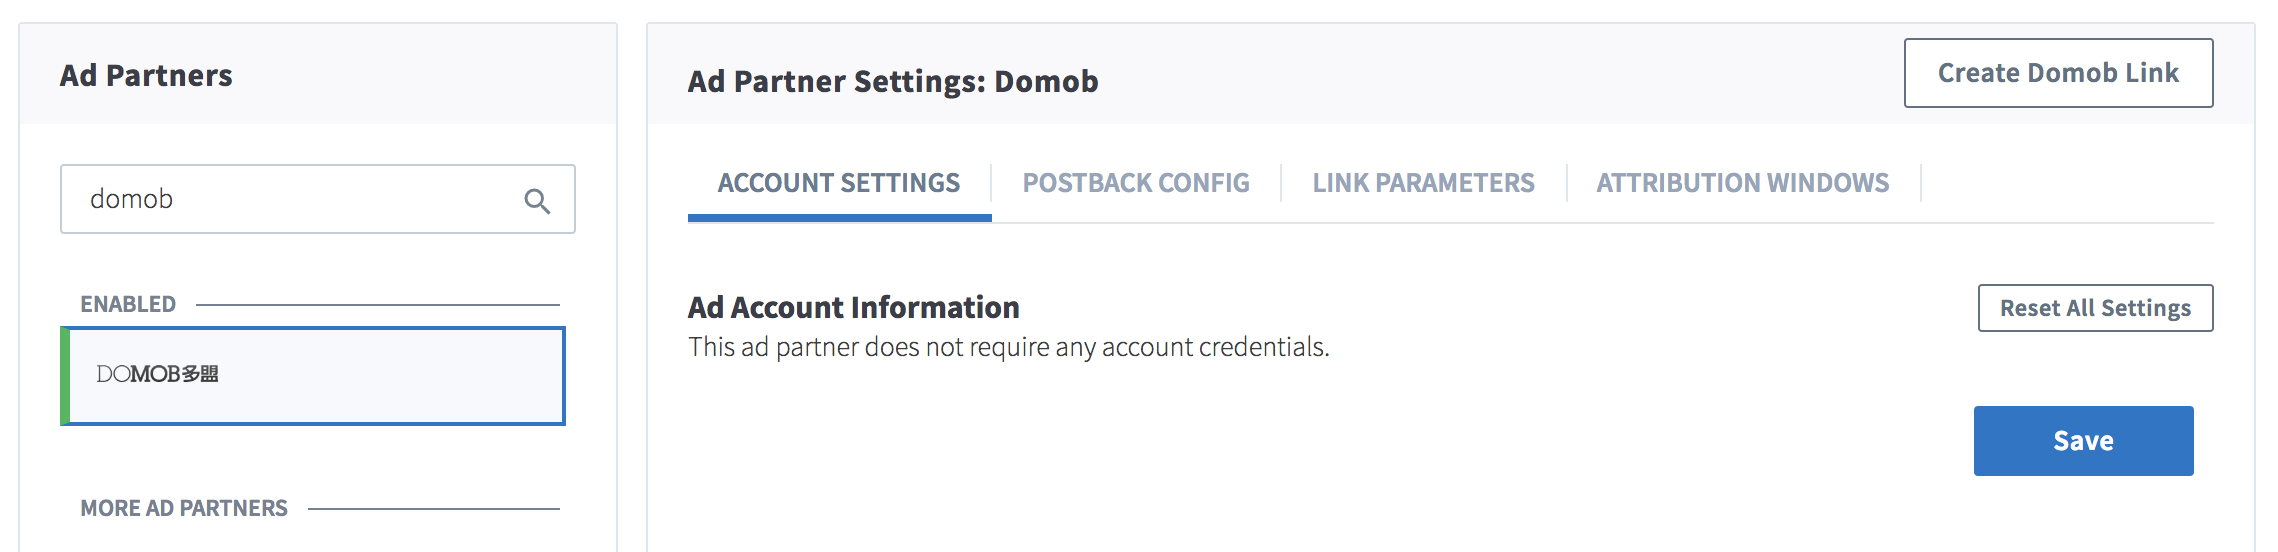 Ad Partners
domob
ENABLED
DOMOB多盟
MORE AD PARTNERS
Ad Partner Settings: Domob
Create Domob Link
ACCOUNT SETTINGS
POSTBACK CONFIG
LINK PARAMETERS
ATTRIBUTION WINDOWS
Ad Account Information
Reset All Settings
This ad partner does not require any account credentials.
Save